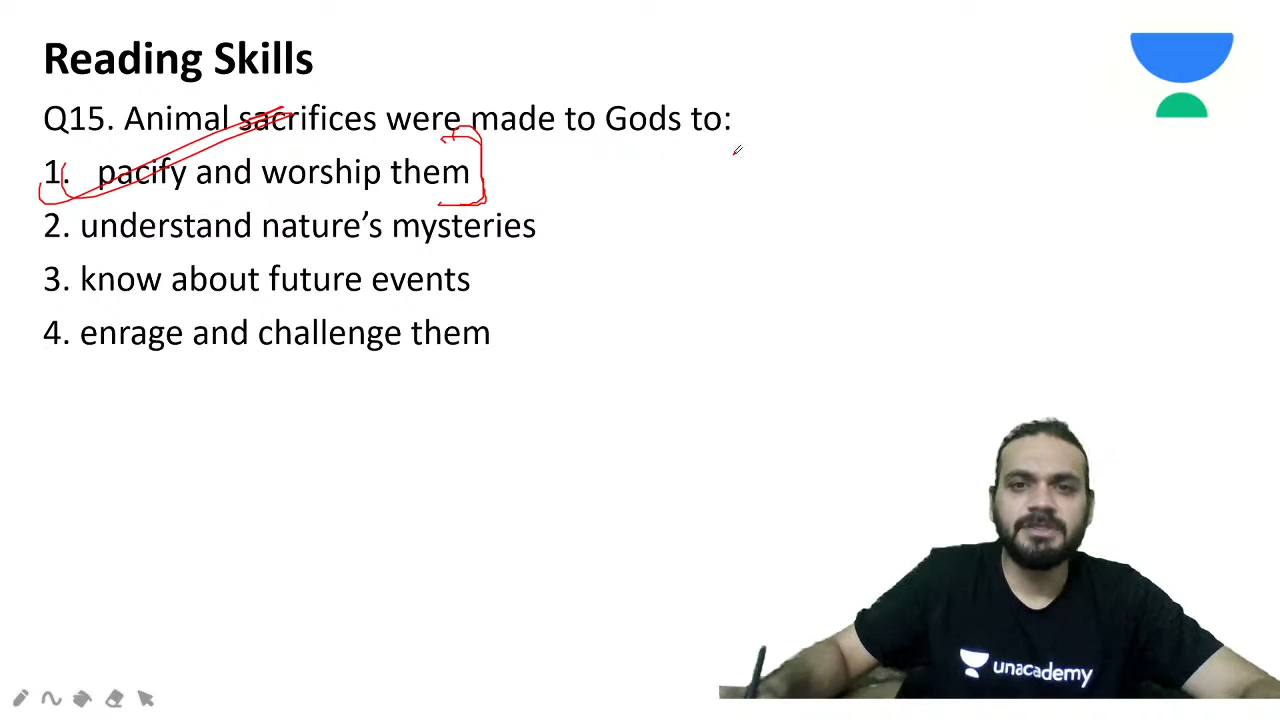 Reading Skills
Q15. Animal sacrifices were made to Gods to:
1. pacify and worship them
2. understand nature’s mysteries
3. know about future events
4. enrage and challenge them
unacademy